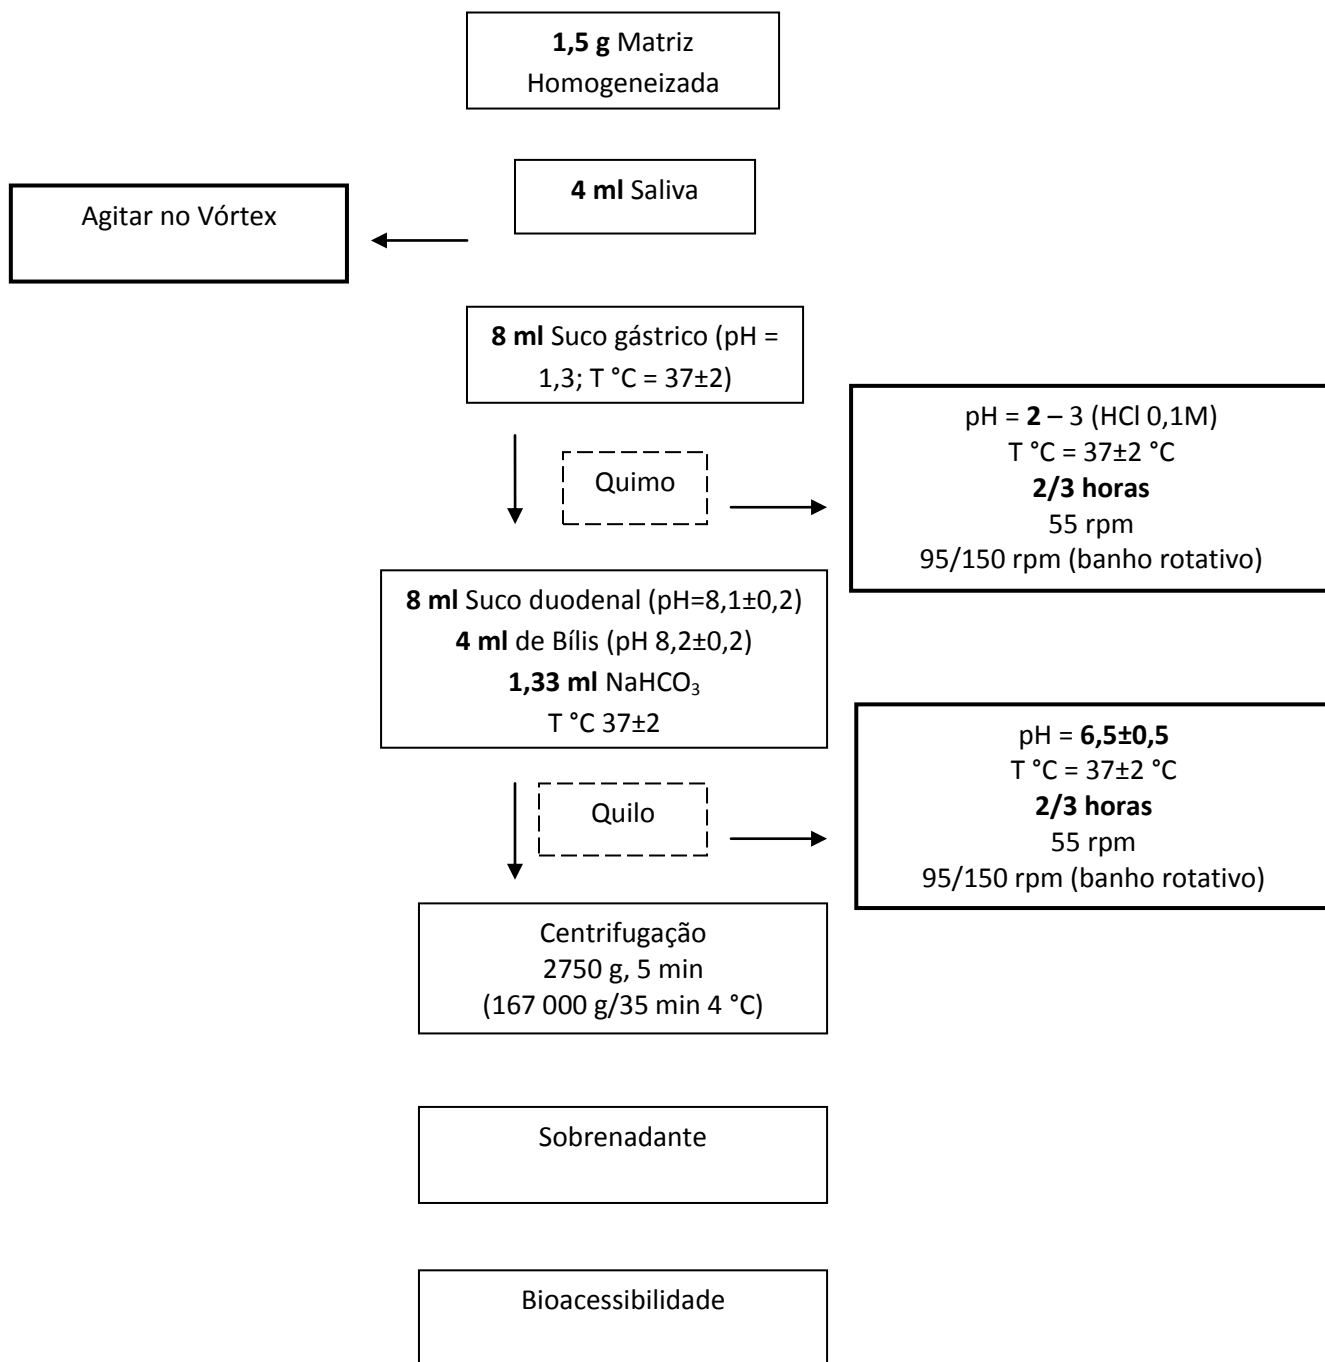 1,5 g Matriz
Homogeneizada
4 ml Saliva
Agitar no Vórtex
8 ml Suco gástrico (pH =
1,3; T °C = 37±2)
Quimo
pH = 2 – 3 (HCl 0,1M)
T °C = 37±2 °C
2/3 horas
55 rpm
95/150 rpm (banho rotativo)
8 ml Suco duodenal (pH=8,1±0,2)
4 ml de Bílis (pH 8,2±0,2)
1,33 ml NaHCO₃
T °C 37±2
Quilo
pH = 6,5±0,5
T °C = 37±2 °C
2/3 horas
55 rpm
95/150 rpm (banho rotativo)
Centrifugação
2750 g, 5 min
(167 000 g/35 min 4 °C)
Sobrenadante
Bioacessibilidade